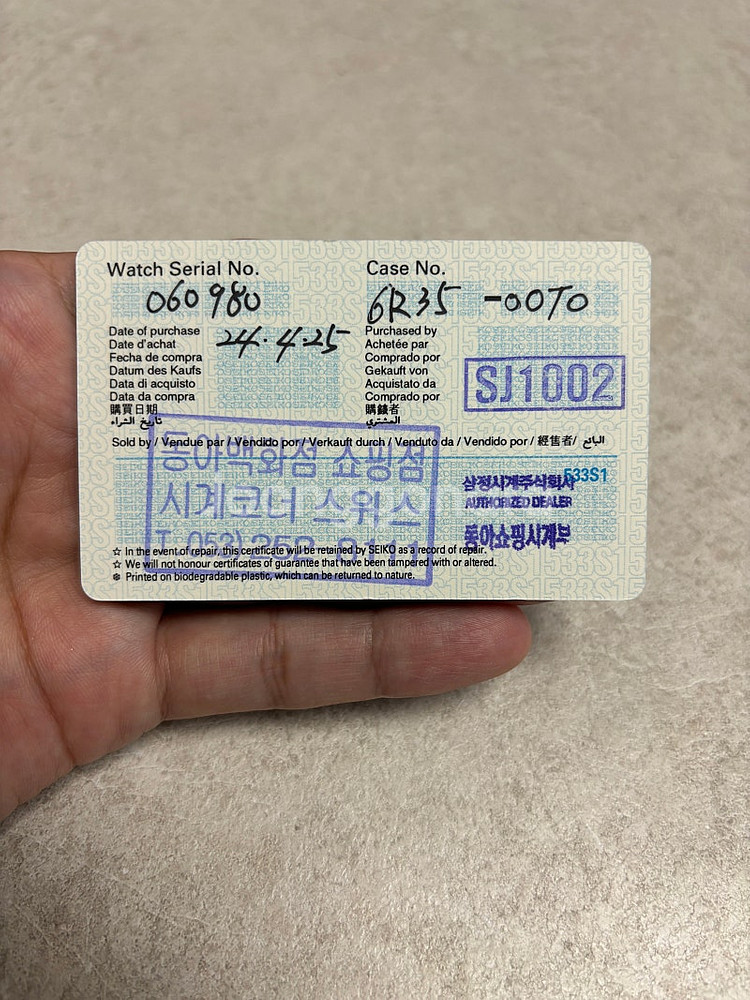 Watch Serial No.
060980
Case No.
6R35 -00T0
Date of purchase
Date d'achat
Fecha de compra
Datum des Kaufs
Data di acquisto
Data da compra
購買日期
تاريخ الشراء
24.4.25
Purchased by
Achetée par
Comprado por
Gekauft von
Acquistato da
Comprado por
購錶者
المشتري
SJ1002
Sold by / Vendue par / Vendido por / Verkauft durch / Venduto da / Vendido por / 經售者/ البائع
동아백화점 쇼핑점
시계코너 스위스
T. 053)252
533S1
삼정시계주식회사
AUTHORIZED DEALER
동아쇼핑시계부
☆ In the event of repair, this certificate will be retained by SEIKO as a record of repair.
☆ We will not honour certificates of guarantee that have been tampered with or altered.
❆ Printed on biodegradable plastic, which can be returned to nature.